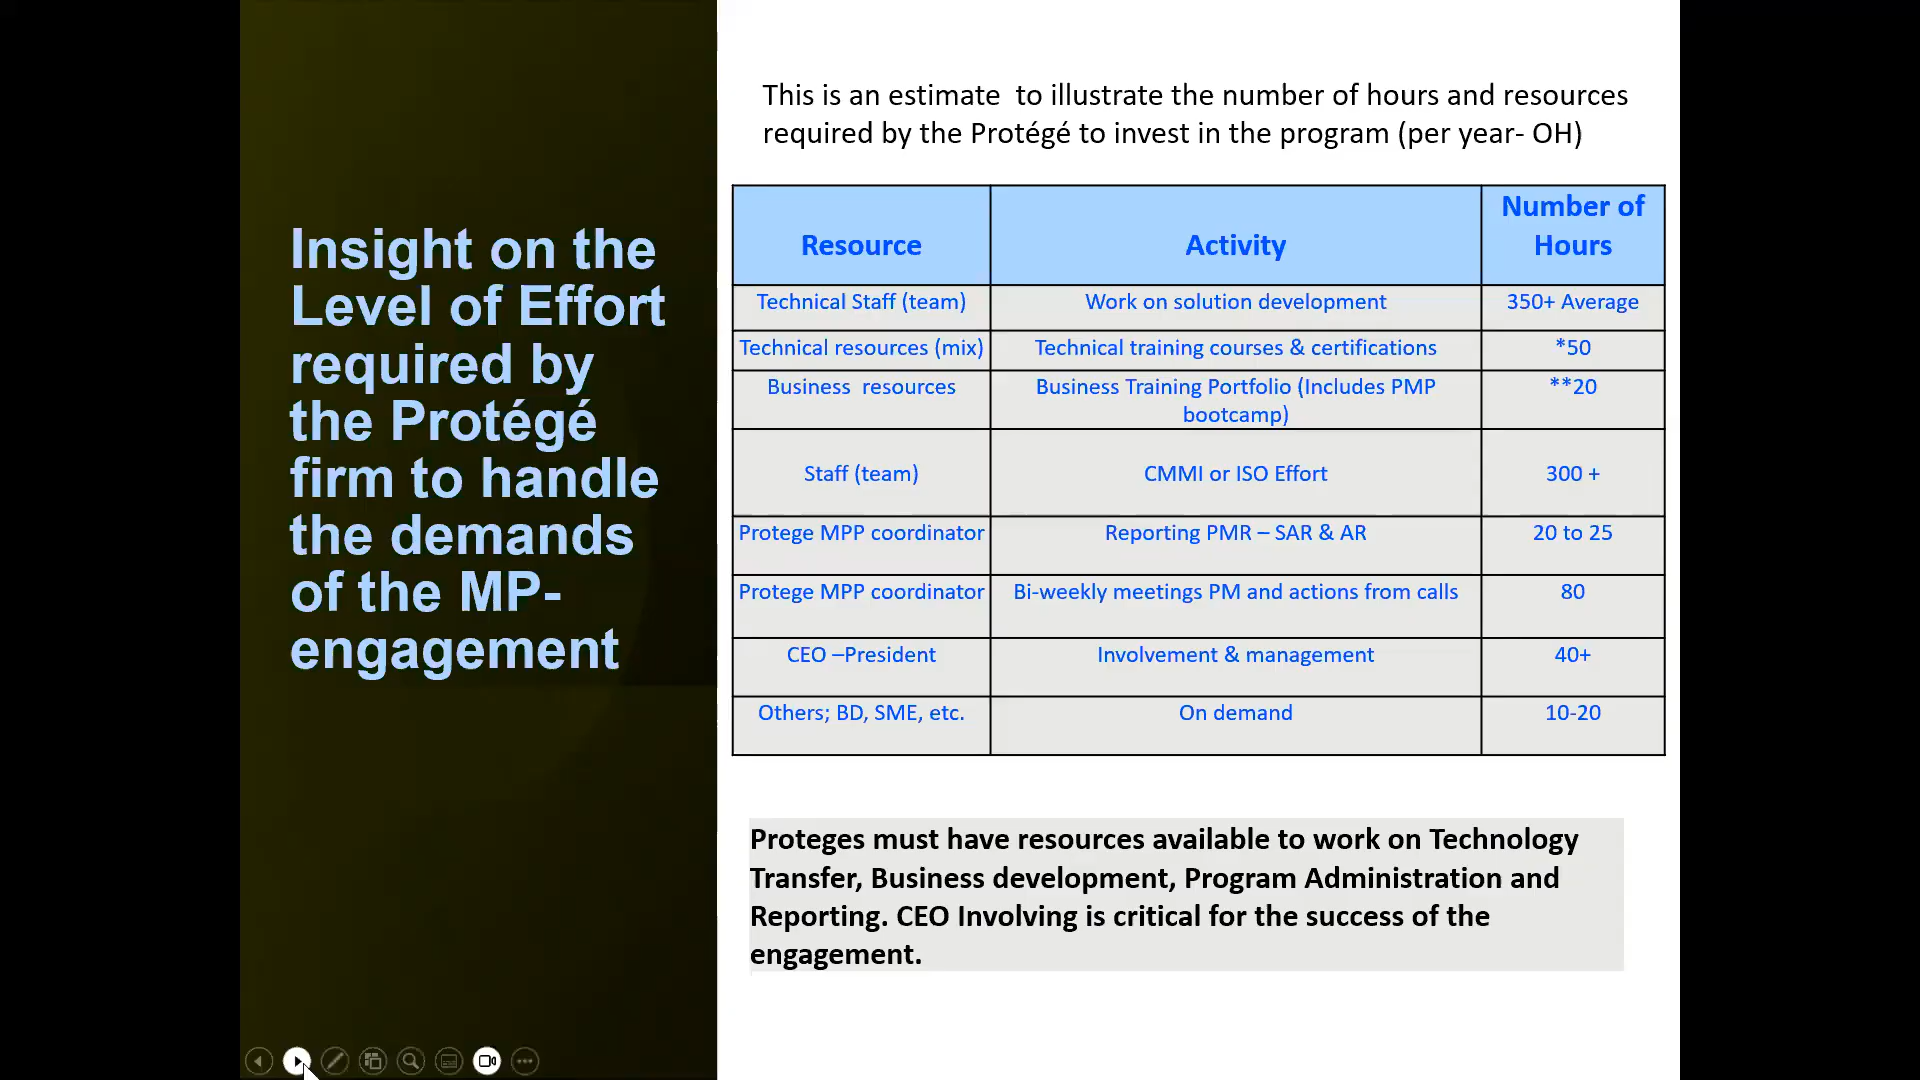 Insight on the
Level of Effort
required by
the Protégé
firm to handle
the demands
of the MP-
engagement
This is an estimate  to illustrate the number of hours and resources
required by the Protégé to invest in the program (per year- OH)
Resource
Activity
Number of
Hours
Technical Staff (team)
Work on solution development
350+ Average
Technical resources (mix)
Technical training courses & certifications
*50
Business  resources
Business Training Portfolio (Includes PMP
bootcamp)
**20
Staff (team)
CMMI or ISO Effort
300 +
Protege MPP coordinator
Reporting PMR – SAR & AR
20 to 25
Protege MPP coordinator
Bi-weekly meetings PM and actions from calls
80
CEO –President
Involvement & management
40+
Others; BD, SME, etc.
On demand
10-20
Proteges must have resources available to work on Technology
Transfer, Business development, Program Administration and
Reporting. CEO Involving is critical for the success of the
engagement.